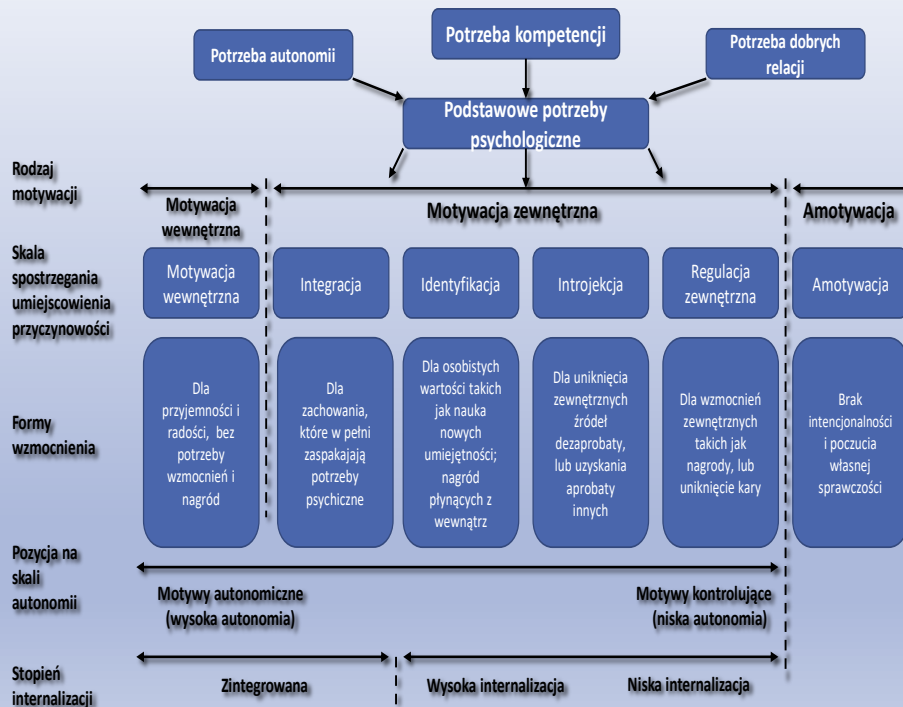 Potrzeba autonomii
Potrzeba kompetencji
Potrzeba dobrych
relacji
Podstawowe potrzeby
psychologiczne
Rodzaj
motywacji
Motywacja
wewnętrzna
Motywacja zewnętrzna
Amotywacja
Skala
spostrzegania
umiejscowienia
przyczynowości
Motywacja
wewnętrzna
Integracja
Identyfikacja
Introjekcja
Regulacja
zewnętrzna
Amotywacja
Formy
wzmocnienia
Dla
przyjemności i
radości, bez
potrzeby
wzmocnień i
nagród
Dla
zachowania,
które w pełni
zaspakajają
potrzeby
psychiczne
Dla osobistych
wartości takich
jak nauka
nowych
umiejętności;
nagród
płynących z
wewnątrz
Dla uniknięcia
zewnętrznych
źródeł
dezaprobaty,
lub uzyskania
aprobaty
innych
Dla wzmocnień
zewnętrznych
takich jak
nagrody, lub
uniknięcie kary
Brak
intencjonalności
i poczucia
własnej
sprawczości
Pozycja na
skali
autonomii
Motywy autonomiczne
(wysoka autonomia)
Motywy kontrolujące
(niska autonomia)
Stopień
internalizacji
Zintegrowana
Wysoka internalizacja
Niska internalizacja